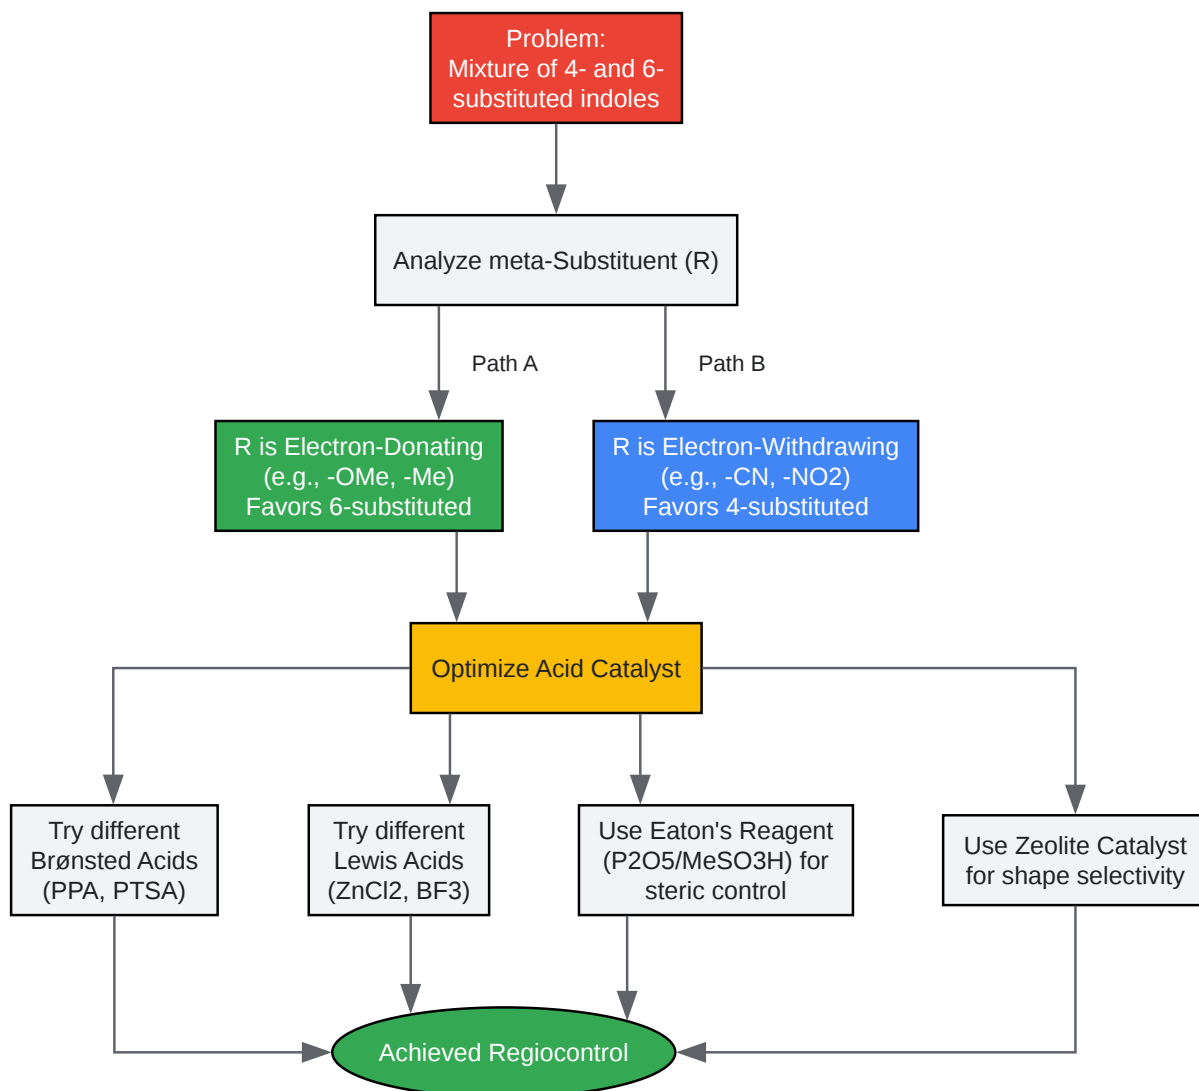 Problem:
Mixture of 4- and 6-
substituted indoles
Analyze meta-Substituent (R)
Path A
Path B
R is Electron-Donating
(e.g., -OMe, -Me)
Favors 6-substituted
R is Electron-Withdrawing
(e.g., -CN, -NO2)
Favors 4-substituted
Optimize Acid Catalyst
Try different
Brønsted Acids
(PPA, PTSA)
Try different
Lewis Acids
(ZnCl2, BF3)
Use Eaton's Reagent
(P2O5/MeSO3H) for
steric control
Use Zeolite Catalyst
for shape selectivity
Achieved Regiocontrol